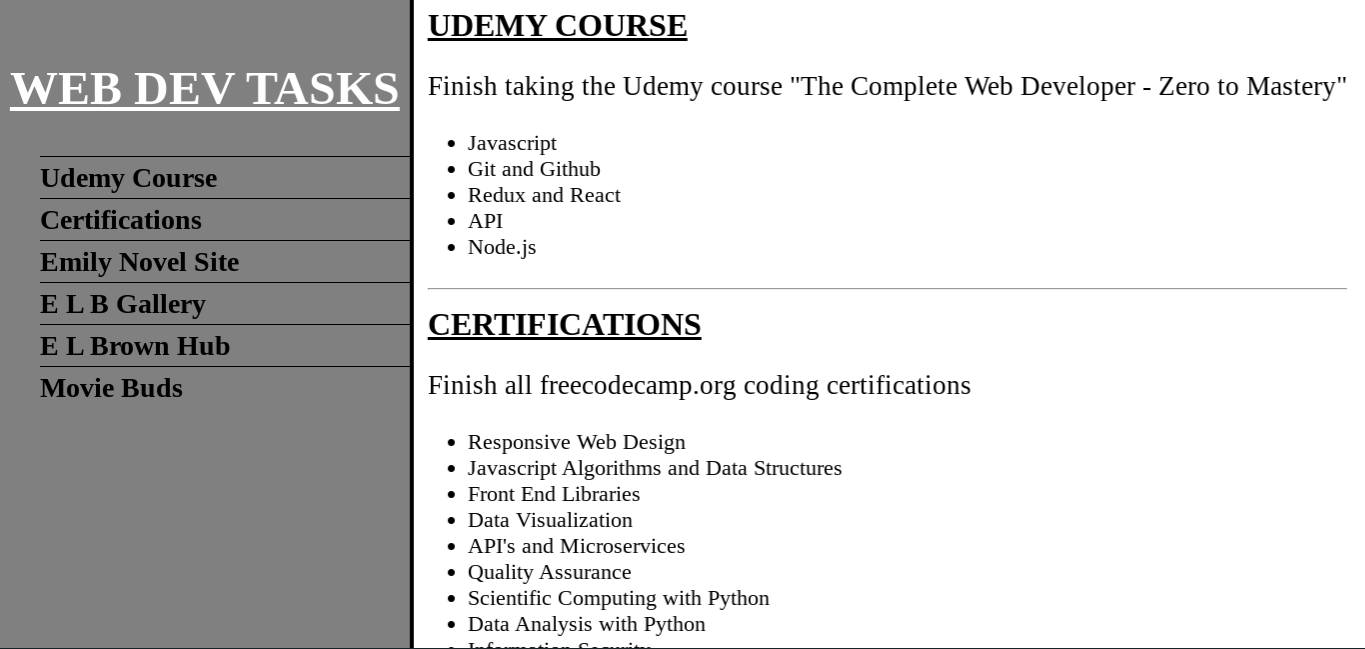 WEB DEV TASKS
Udemy Course
Certifications
Emily Novel Site
E L B Gallery
E L Brown Hub
Movie Buds
UDEMY COURSE
Finish taking the Udemy course "The Complete Web Developer - Zero to Mastery"
Javascript
Git and Github
Redux and React
API
Node.js
CERTIFICATIONS
Finish all freecodecamp.org coding certifications
Responsive Web Design
Javascript Algorithms and Data Structures
Front End Libraries
Data Visualization
API's and Microservices
Quality Assurance
Scientific Computing with Python
Data Analysis with Python
Information Security